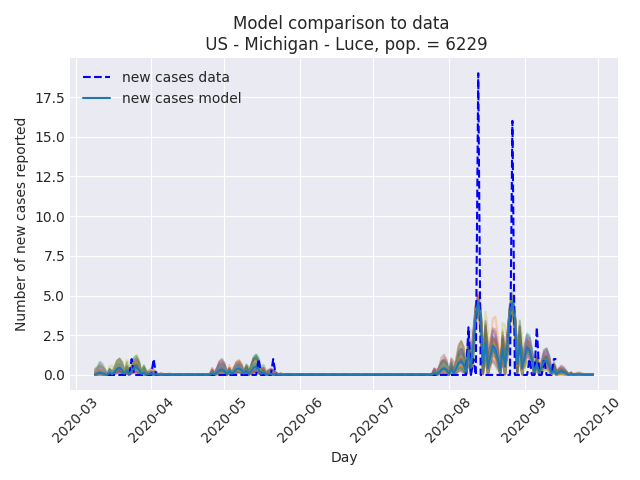 Model comparison to data
US - Michigan - Luce, pop. = 6229
new cases data
new cases model
Number of new cases reported
17.5
15.0
12.5
10.0
7.5
5.0
2.5
0.0
2020-03
2020-04
2020-05
2020-06
2020-07
2020-08
2020-09
2020-10
Day